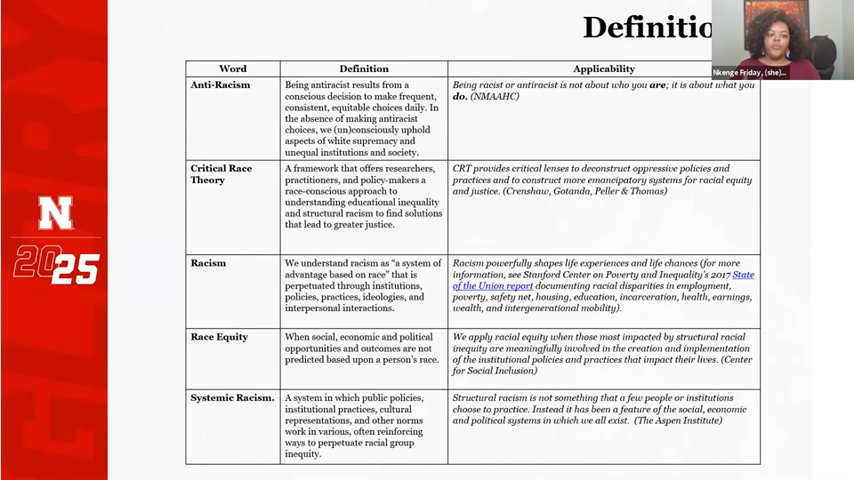 Definitio
Nkenge Friday, (she)...
Word
Definition
Applicability
Anti-Racism
Being antiracist results from a
conscious decision to make frequent,
consistent, equitable choices daily. In
the absence of making antiracist
choices, we (un)consciously uphold
aspects of white supremacy and
unequal institutions and society.
Being racist or antiracist is not about who you are; it is about what you
do. (NMAAHC)
Critical Race
Theory
A framework that offers researchers,
practitioners, and policy-makers a
race-conscious approach to
understanding educational inequality
and structural racism to find solutions
that lead to greater justice.
CRT provides critical lenses to deconstruct oppressive policies and
practices and to construct more emancipatory systems for racial equity
and justice. (Crenshaw, Gotanda, Peller & Thomas)
Racism
We understand racism as “a system of
advantage based on race” that is
perpetuated through institutions,
policies, practices, ideologies, and
interpersonal interactions.
Racism powerfully shapes life experiences and life chances (for more
information, see Stanford Center on Poverty and Inequality's 2017 State
of the Union report documenting racial disparities in employment,
poverty, safety net, housing, education, incarceration, health, earnings,
wealth, and intergenerational mobility).
Race Equity
When social, economic and political
opportunities and outcomes are not
predicted based upon a person's race.
We apply racial equity when those most impacted by structural racial
inequity are meaningfully involved in the creation and implementation
of the institutional policies and practices that impact their lives. (Center
for Social Inclusion)
Systemic Racism.
A system in which public policies,
institutional practices, cultural
representations, and other norms
work in various, often reinforcing
ways to perpetuate racial group
inequity.
Structural racism is not something that a few people or institutions
choose to practice. Instead it has been a feature of the social, economic
and political systems in which we all exist. (The Aspen Institute)
N
2025
GLORY